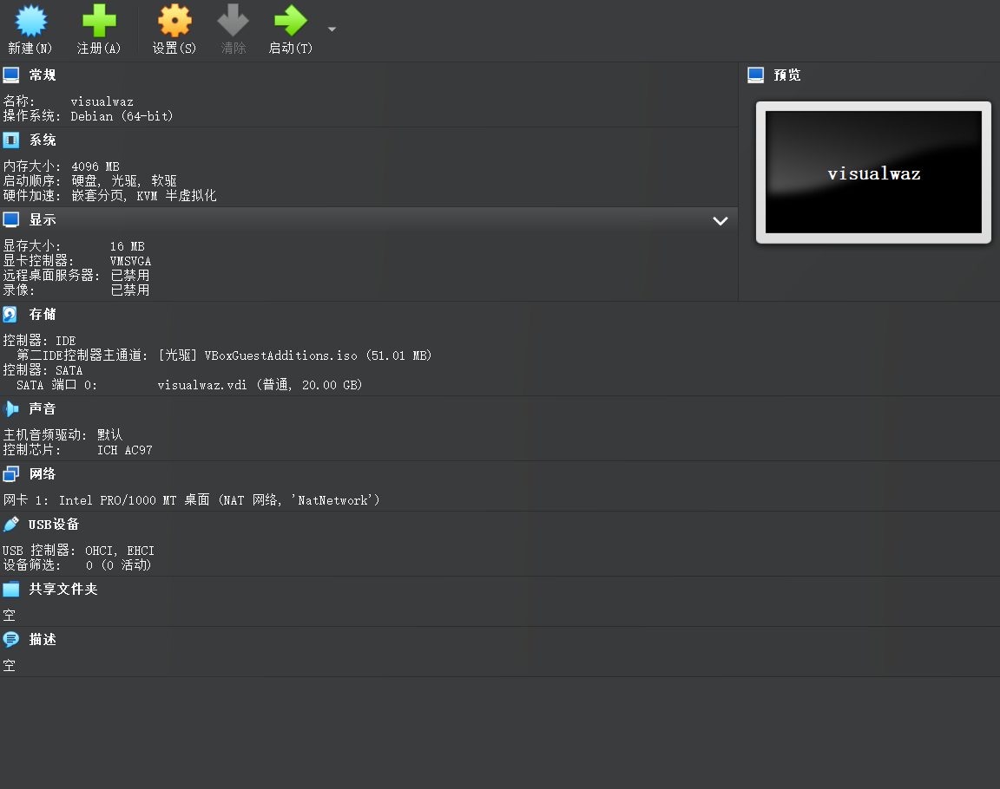 新建(N) 注册(A) 设置(S) 清除 启动(T)
常规
名称: visualwaz
操作系统: Debian (64-bit)
系统
内存大小: 4096 MB
启动顺序: 硬盘, 光驱, 软驱
硬件加速: 嵌套分页, KVM 半虚拟化
显示
显存大小: 16 MB
显卡控制器: VMSVGA
远程桌面服务器: 已禁用
录像: 已禁用
预览
visualwaz
存储
控制器: IDE
第二IDE控制器主通道: [光驱] VBoxGuestAdditions.iso (51.01 MB)
控制器: SATA
SATA 端口 0: visualwaz.vdi (普通, 20.00 GB)
声音
主机音频驱动: 默认
控制芯片: ICH AC97
网络
网卡 1: Intel PRO/1000 MT 桌面 (NAT 网络, 'NatNetwork')
USB设备
USB 控制器: OHCI, EHCI
设备筛选: 0 (0 活动)
共享文件夹
空
描述
空